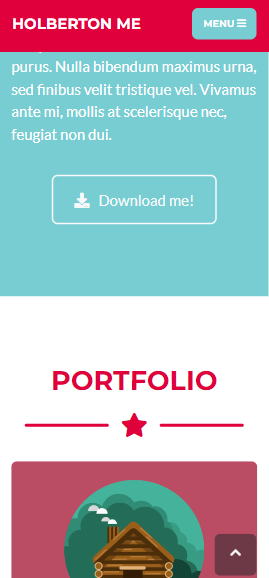 HOLBERTON ME
MENU
purus. Nulla bibendum maximus urna,
sed finibus velit tristique vel. Vivamus
ante mi, mollis at scelerisque nec,
feugiat non dui.
Download me!
PORTFOLIO